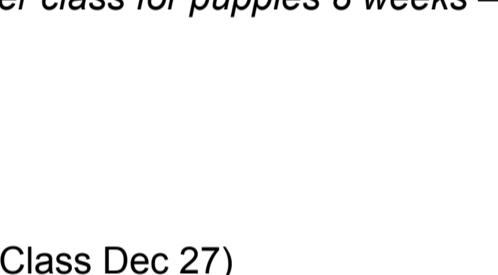 er class for puppies 8 weeks –
Class Dec 27)